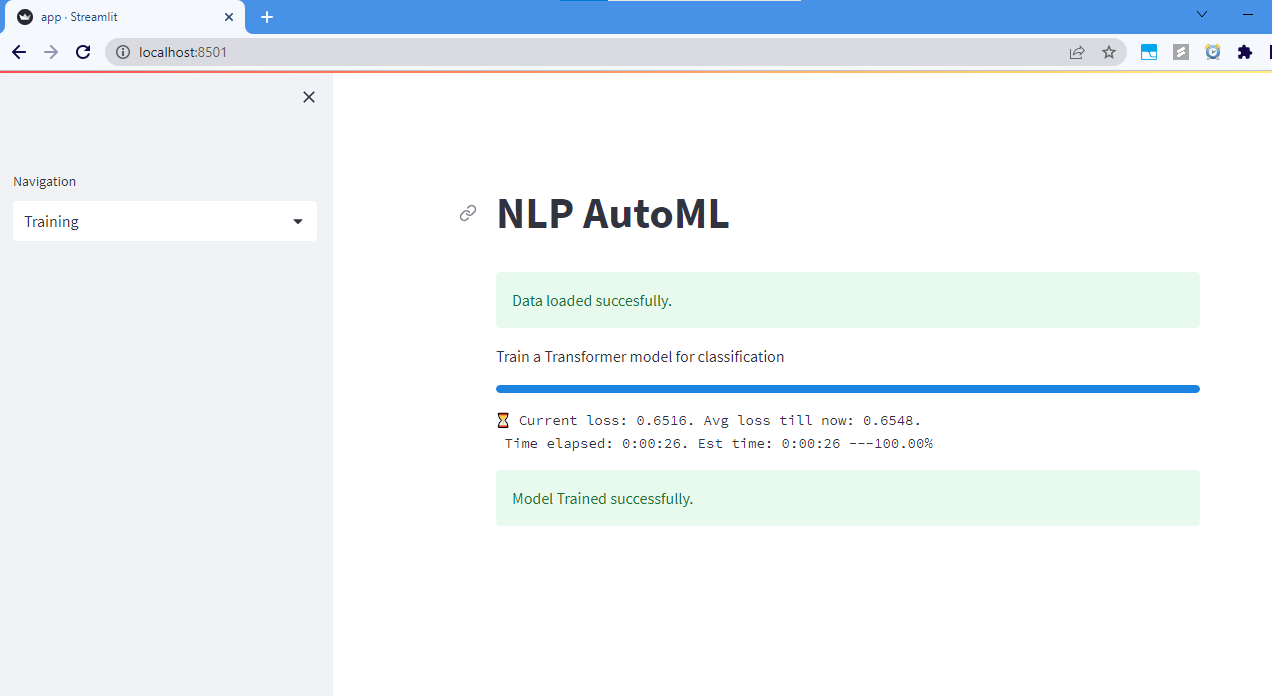 app · Streamlit
localhost:8501
Navigation
Training
NLP AutoML
Data loaded succesfully.
Train a Transformer model for classification
⏳ Current loss: 0.6516. Avg loss till now: 0.6548.
Time elapsed: 0:00:26. Est time: 0:00:26 ---100.00%
Model Trained successfully.